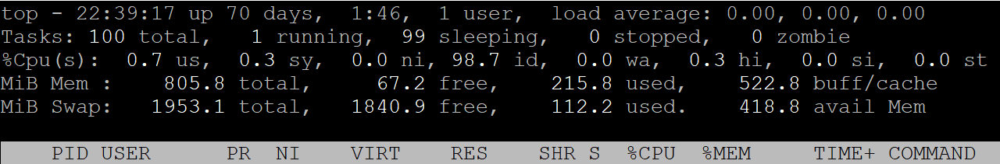 top - 22:39:17 up 70 days,  1:46,  1 user,  load average: 0.00, 0.00, 0.00
Tasks: 100 total,   1 running,  99 sleeping,   0 stopped,   0 zombie
%Cpu(s):  0.7 us,  0.3 sy,  0.0 ni, 98.7 id,  0.0 wa,  0.3 hi,  0.0 si,  0.0 st
MiB Mem :    805.8 total,     67.2 free,    215.8 used,    522.8 buff/cache
MiB Swap:   1953.1 total,   1840.9 free,    112.2 used.    418.8 avail Mem
PID USER      PR  NI    VIRT    RES    SHR S  %CPU  %MEM     TIME+ COMMAND